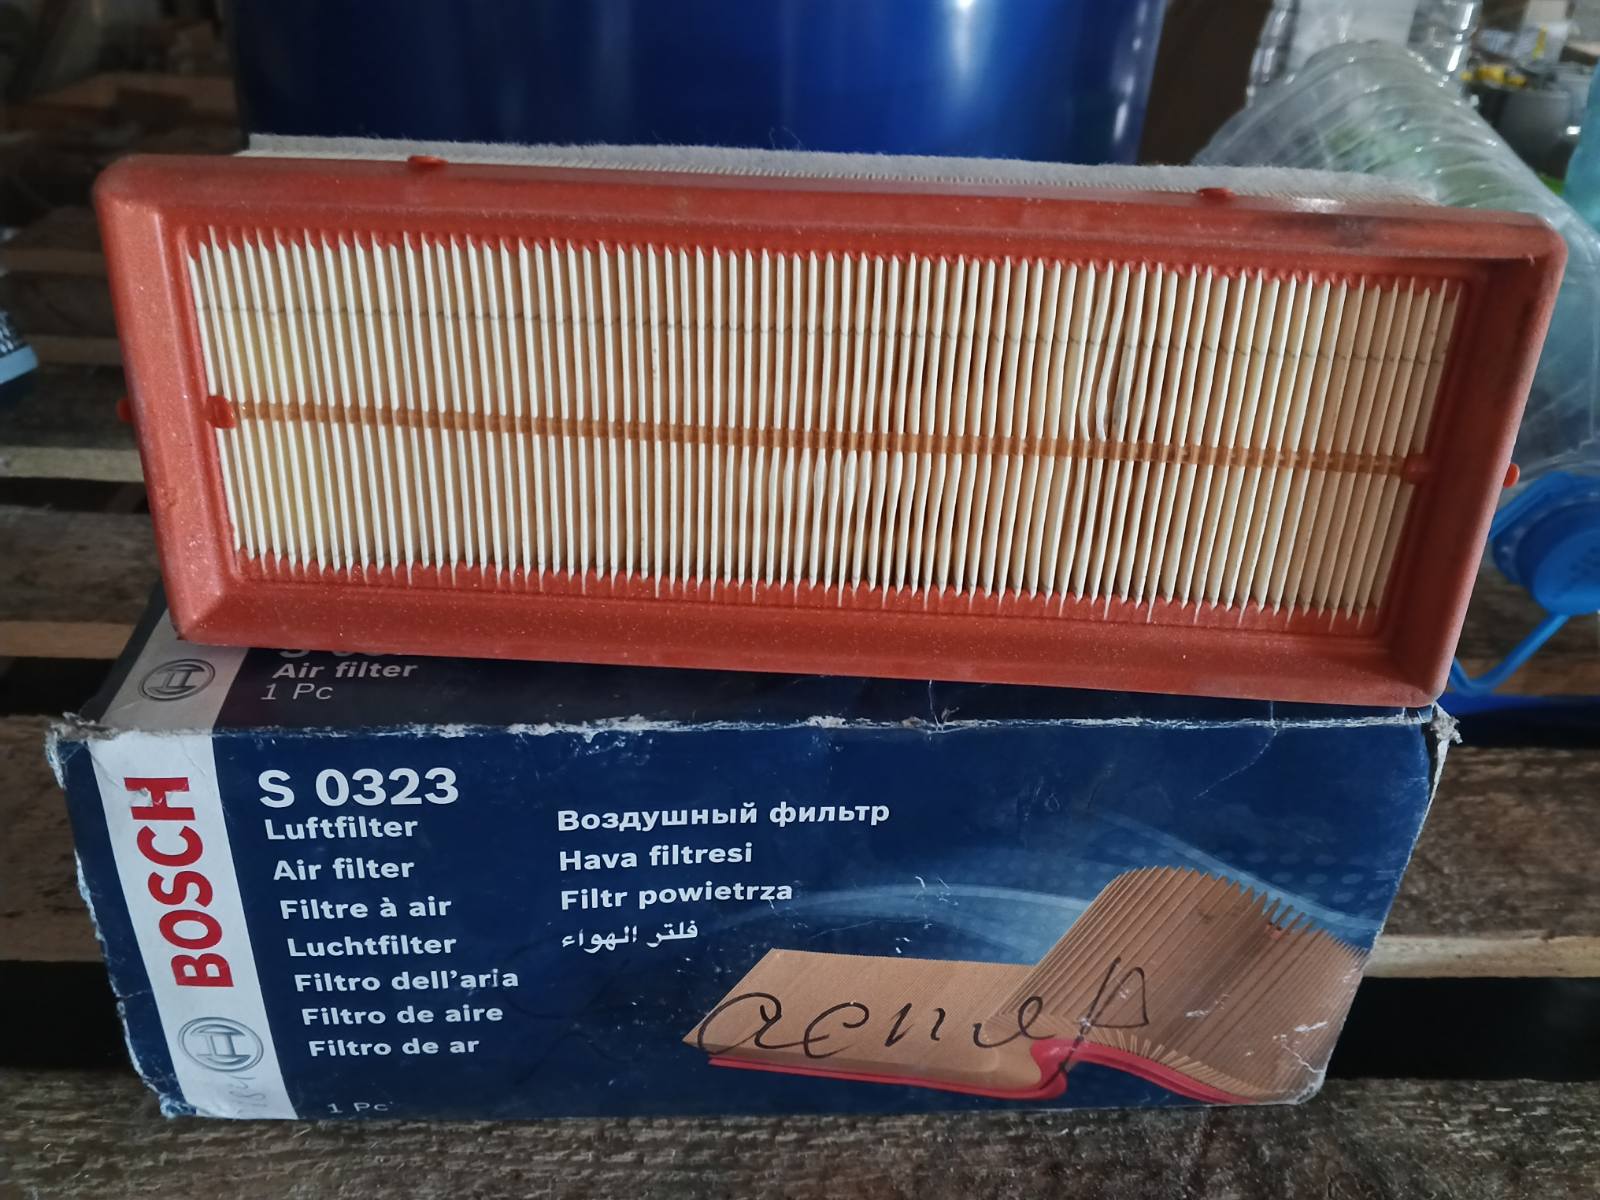 Air filter
1 Pc
BOSCH
S 0323
Luftfilter
Air filter
Filtre à air
Luchtfilter
Filtro dell'aria
Filtro de aire
Filtro de ar
1 Pc
Воздушный фильтр
Hava filtresi
Filtr powietrza
فلتر الهواء